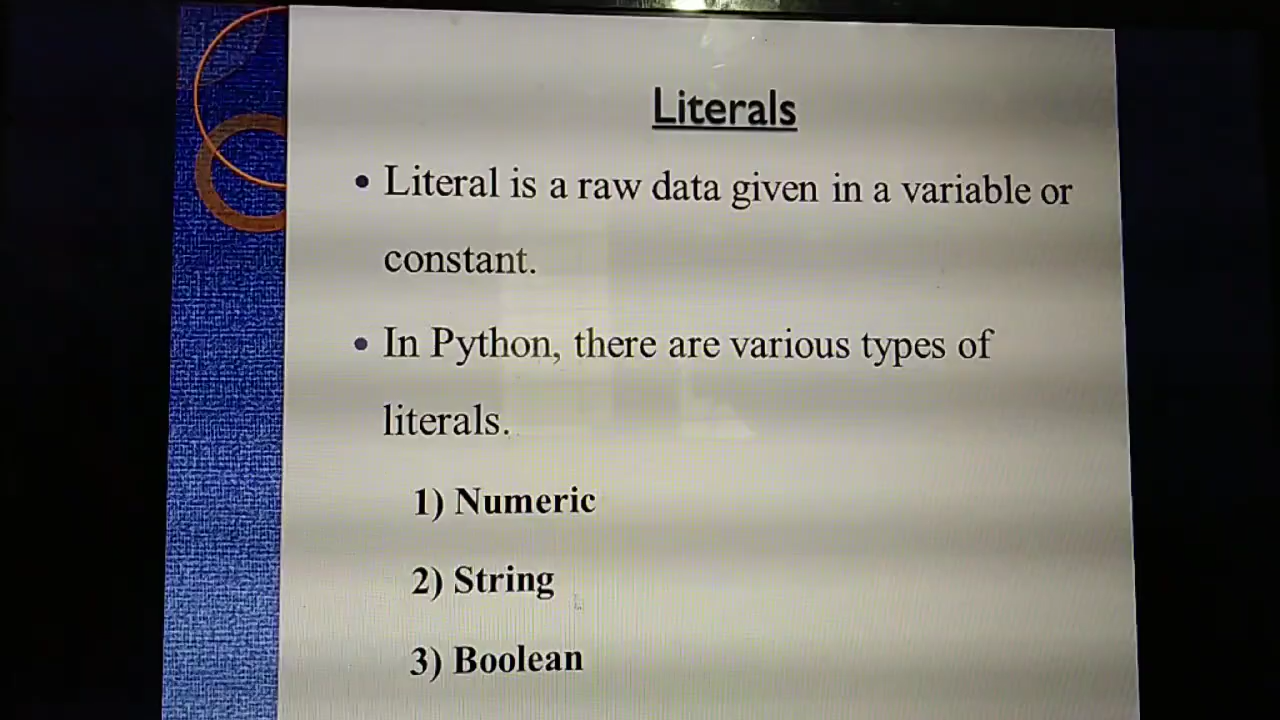 Literals
• Literal is a raw data given in a variable or
constant.
• In Python, there are various types of
literals.
1) Numeric
2) String
3) Boolean